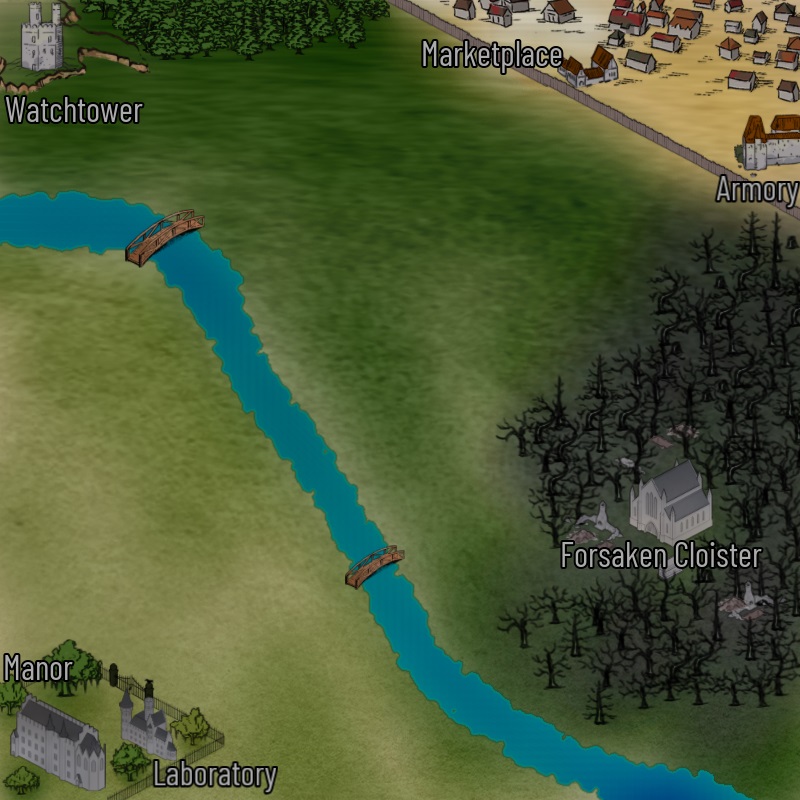 Marketplace
Watchtower
Armory
Forsaken Cloister
Manor
Laboratory